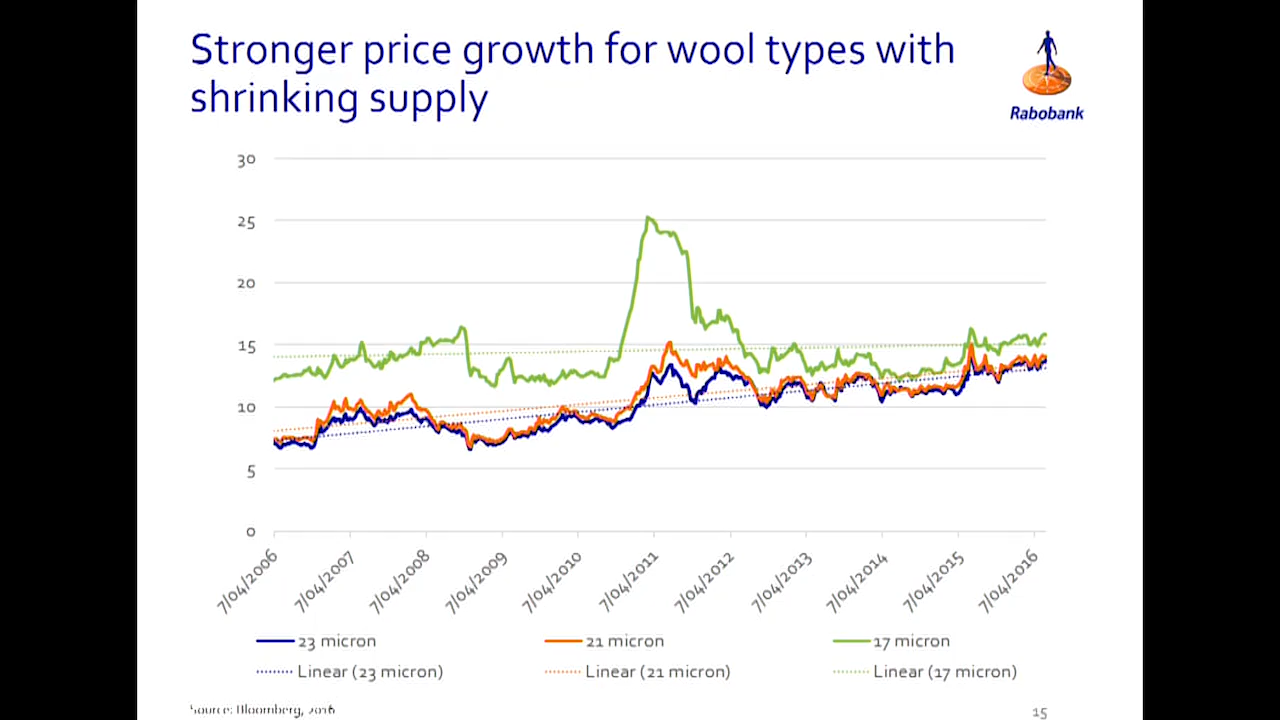 Stronger price growth for wool types with
shrinking supply
Rabobank
30
25
20
15
10
5
0
7/04/2006
7/04/2007
7/04/2008
7/04/2009
7/04/2010
7/04/2011
7/04/2012
7/04/2013
7/04/2014
7/04/2015
7/04/2016
23 micron
21 micron
17 micron
Linear (23 micron)
Linear (21 micron)
Linear (17 micron)
Source: Bloomberg, 2016
15